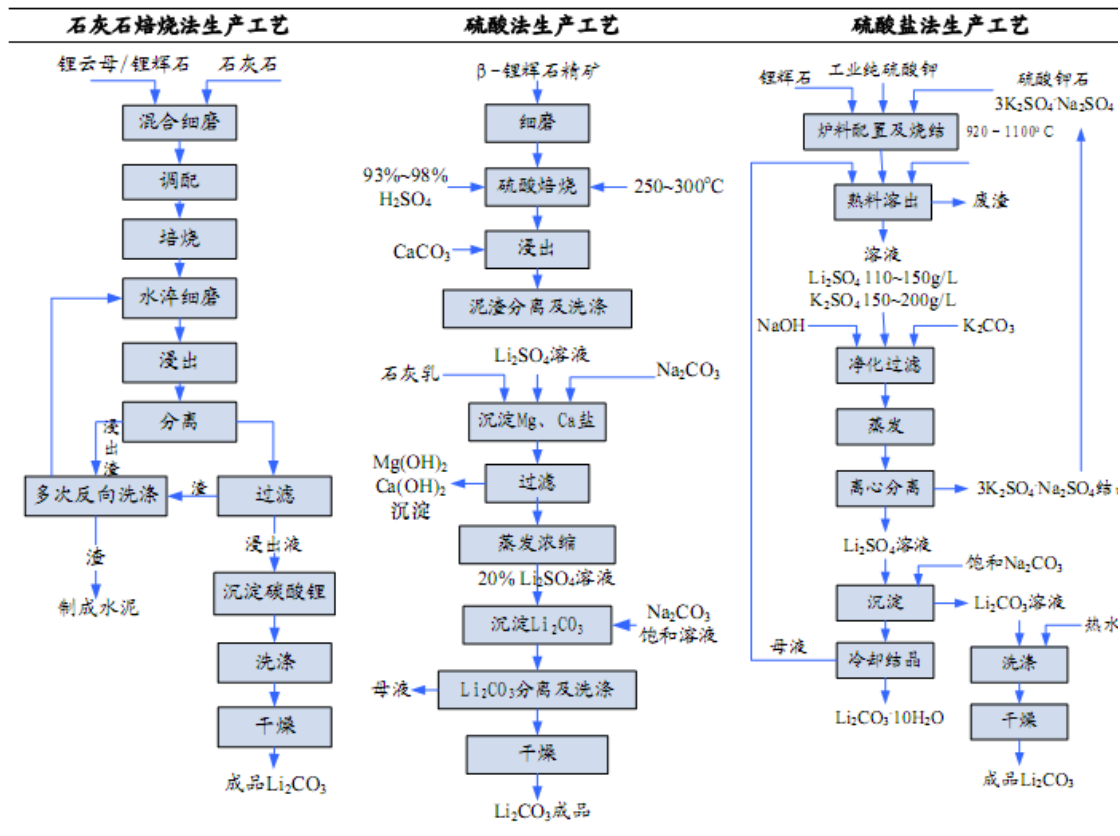 石灰石焙烧法生产工艺
锂云母/锂辉石
石灰石
混合细磨
调配
培烧
水淬细磨
浸出
分离
浸出渣
多次反向洗涤
渣
过滤
渣
浸出液
制成水泥
沉淀碳酸锂
洗涤
干燥
成品Li₂CO₃
硫酸法生产工艺
β-锂辉石精矿
细磨
93%~98%
H₂SO₄
硫酸焙烧
250~300℃
CaCO₃
浸出
泥渣分离及洗涤
Li₂SO₄溶液
石灰乳
Na₂CO₃
沉淀Mg、Ca盐
Mg(OH)₂
Ca(OH)₂
沉淀
过滤
蒸发浓缩
20% Li₂SO₄溶液
沉淀Li₂CO₃
Na₂CO₃
饱和溶液
母液
Li₂CO₃分离及洗涤
干燥
Li₂CO₃成品
硫酸盐法生产工艺
锂辉石
工业纯硫酸钾
硫酸钾石
3K₂SO₄·Na₂SO₄
炉料配置及烧结
920-1100°C
熟料溶出
废渣
溶液
Li₂SO₄ 110~150g/L
K₂SO₄ 150~200g/L
NaOH
K₂CO₃
净化过滤
蒸发
离心分离
3K₂SO₄·Na₂SO₄结
Li₂SO₄溶液
饱和Na₂CO₃
沉淀
Li₂CO₃溶液
母液
热水
冷却结晶
洗涤
Li₂CO₃·10H₂O
干燥
成品Li₂CO₃